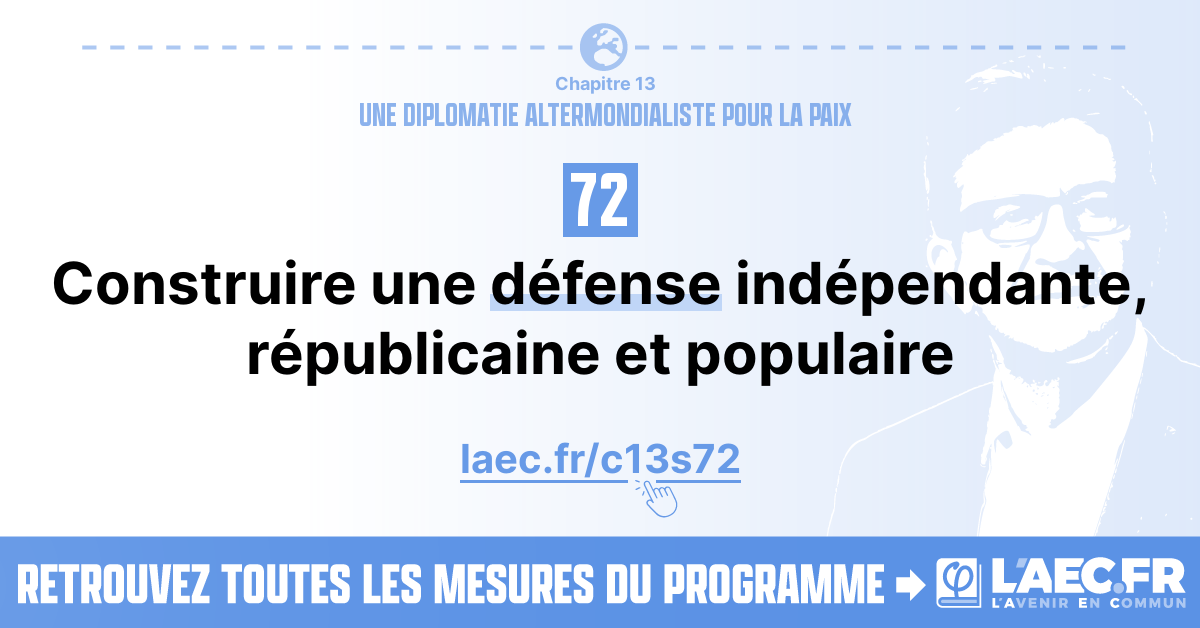 Chapitre 13
UNE DIPLOMATIE ALTERMONDIALISTE POUR LA PAIX
72
Construire une défense indépendante,
républicaine et populaire
laec.fr/c13s72
RETROUVEZ TOUTES LES MESURES DU PROGRAMME
φ
L'AEC.FR
L'AVENIR EN COMMUN